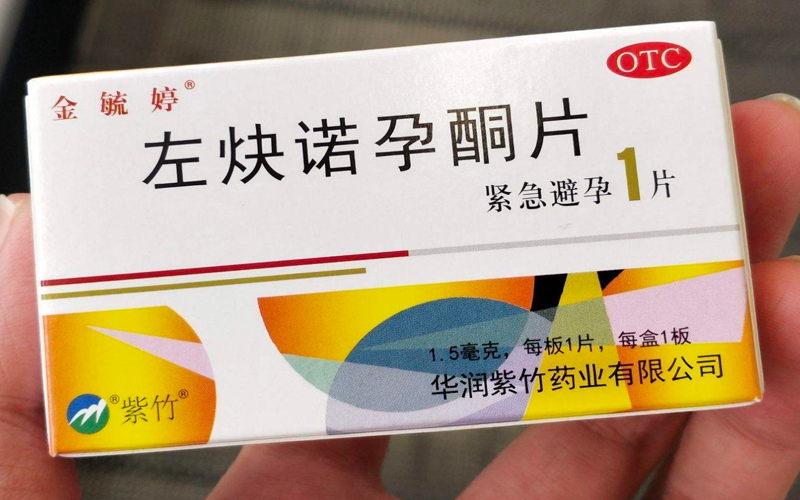 金毓婷®
OTC
左炔诺孕酮片
紧急避孕1片
1.5毫克，每板1片，每盒1板
®紫竹®
华润紫竹药业有限公司